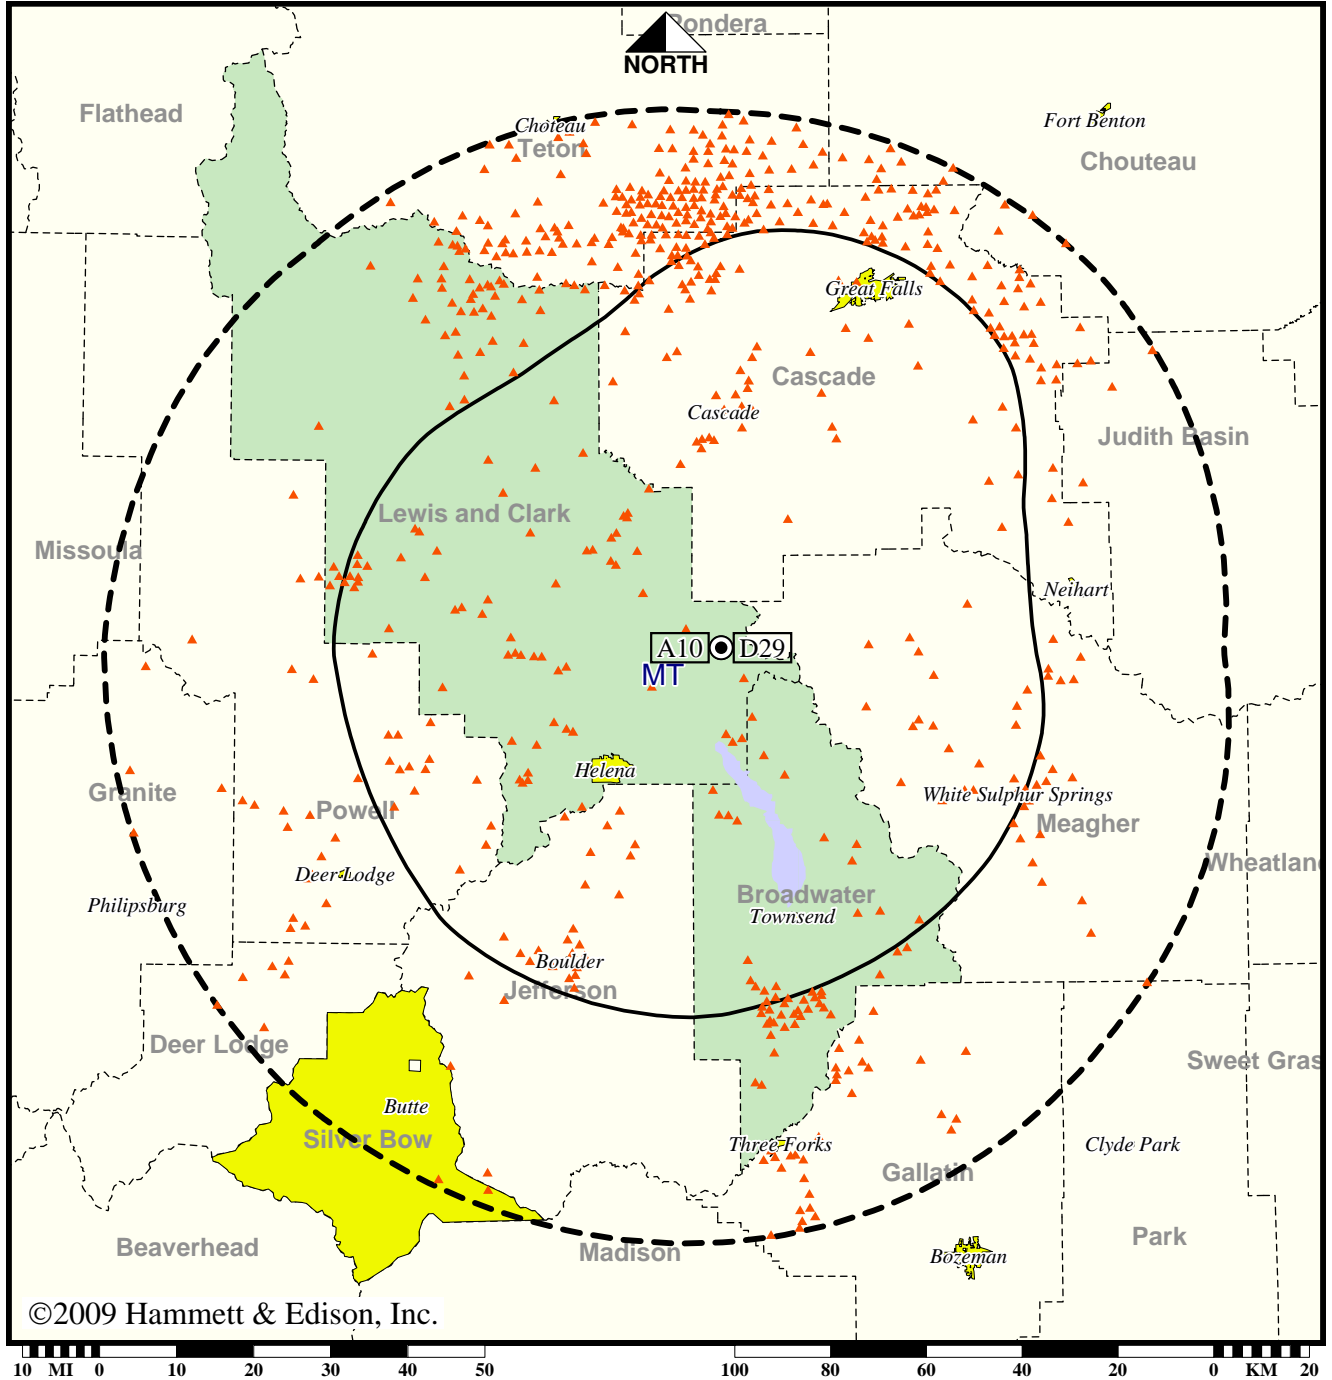 Pondera
NORTH
Flathead
Choteau
Teton
Fort Benton
Chouteau
Great Falls
Cascade
Cascade
Judith Basin
Lewis and Clark
Missoula
Neihart
A10 D29
MT
Helena
Granite
Powell
White Sulphur Springs
Meagher
Wheatlan
Deer Lodge
Broadwater
Philipsburg
Townsend
Boulder
Jefferson
Deer Lodge
Sweet Gras
Butte
Silver Bow
Three Forks
Clyde Park
Gallatin
Beaverhead
Madison
Park
Bozeman
©2009 Hammett & Edison, Inc.
10 MI 0 10 20 30 40 50 100 80 60 40 20 0 KM 20